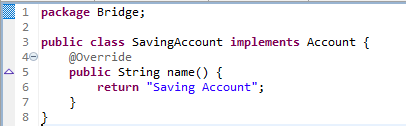 1 package Bridge;
2
3 public class SavingAccount implements Account {
4 @Override
5 public String name() {
6 return "Saving Account";
7 }
8 }